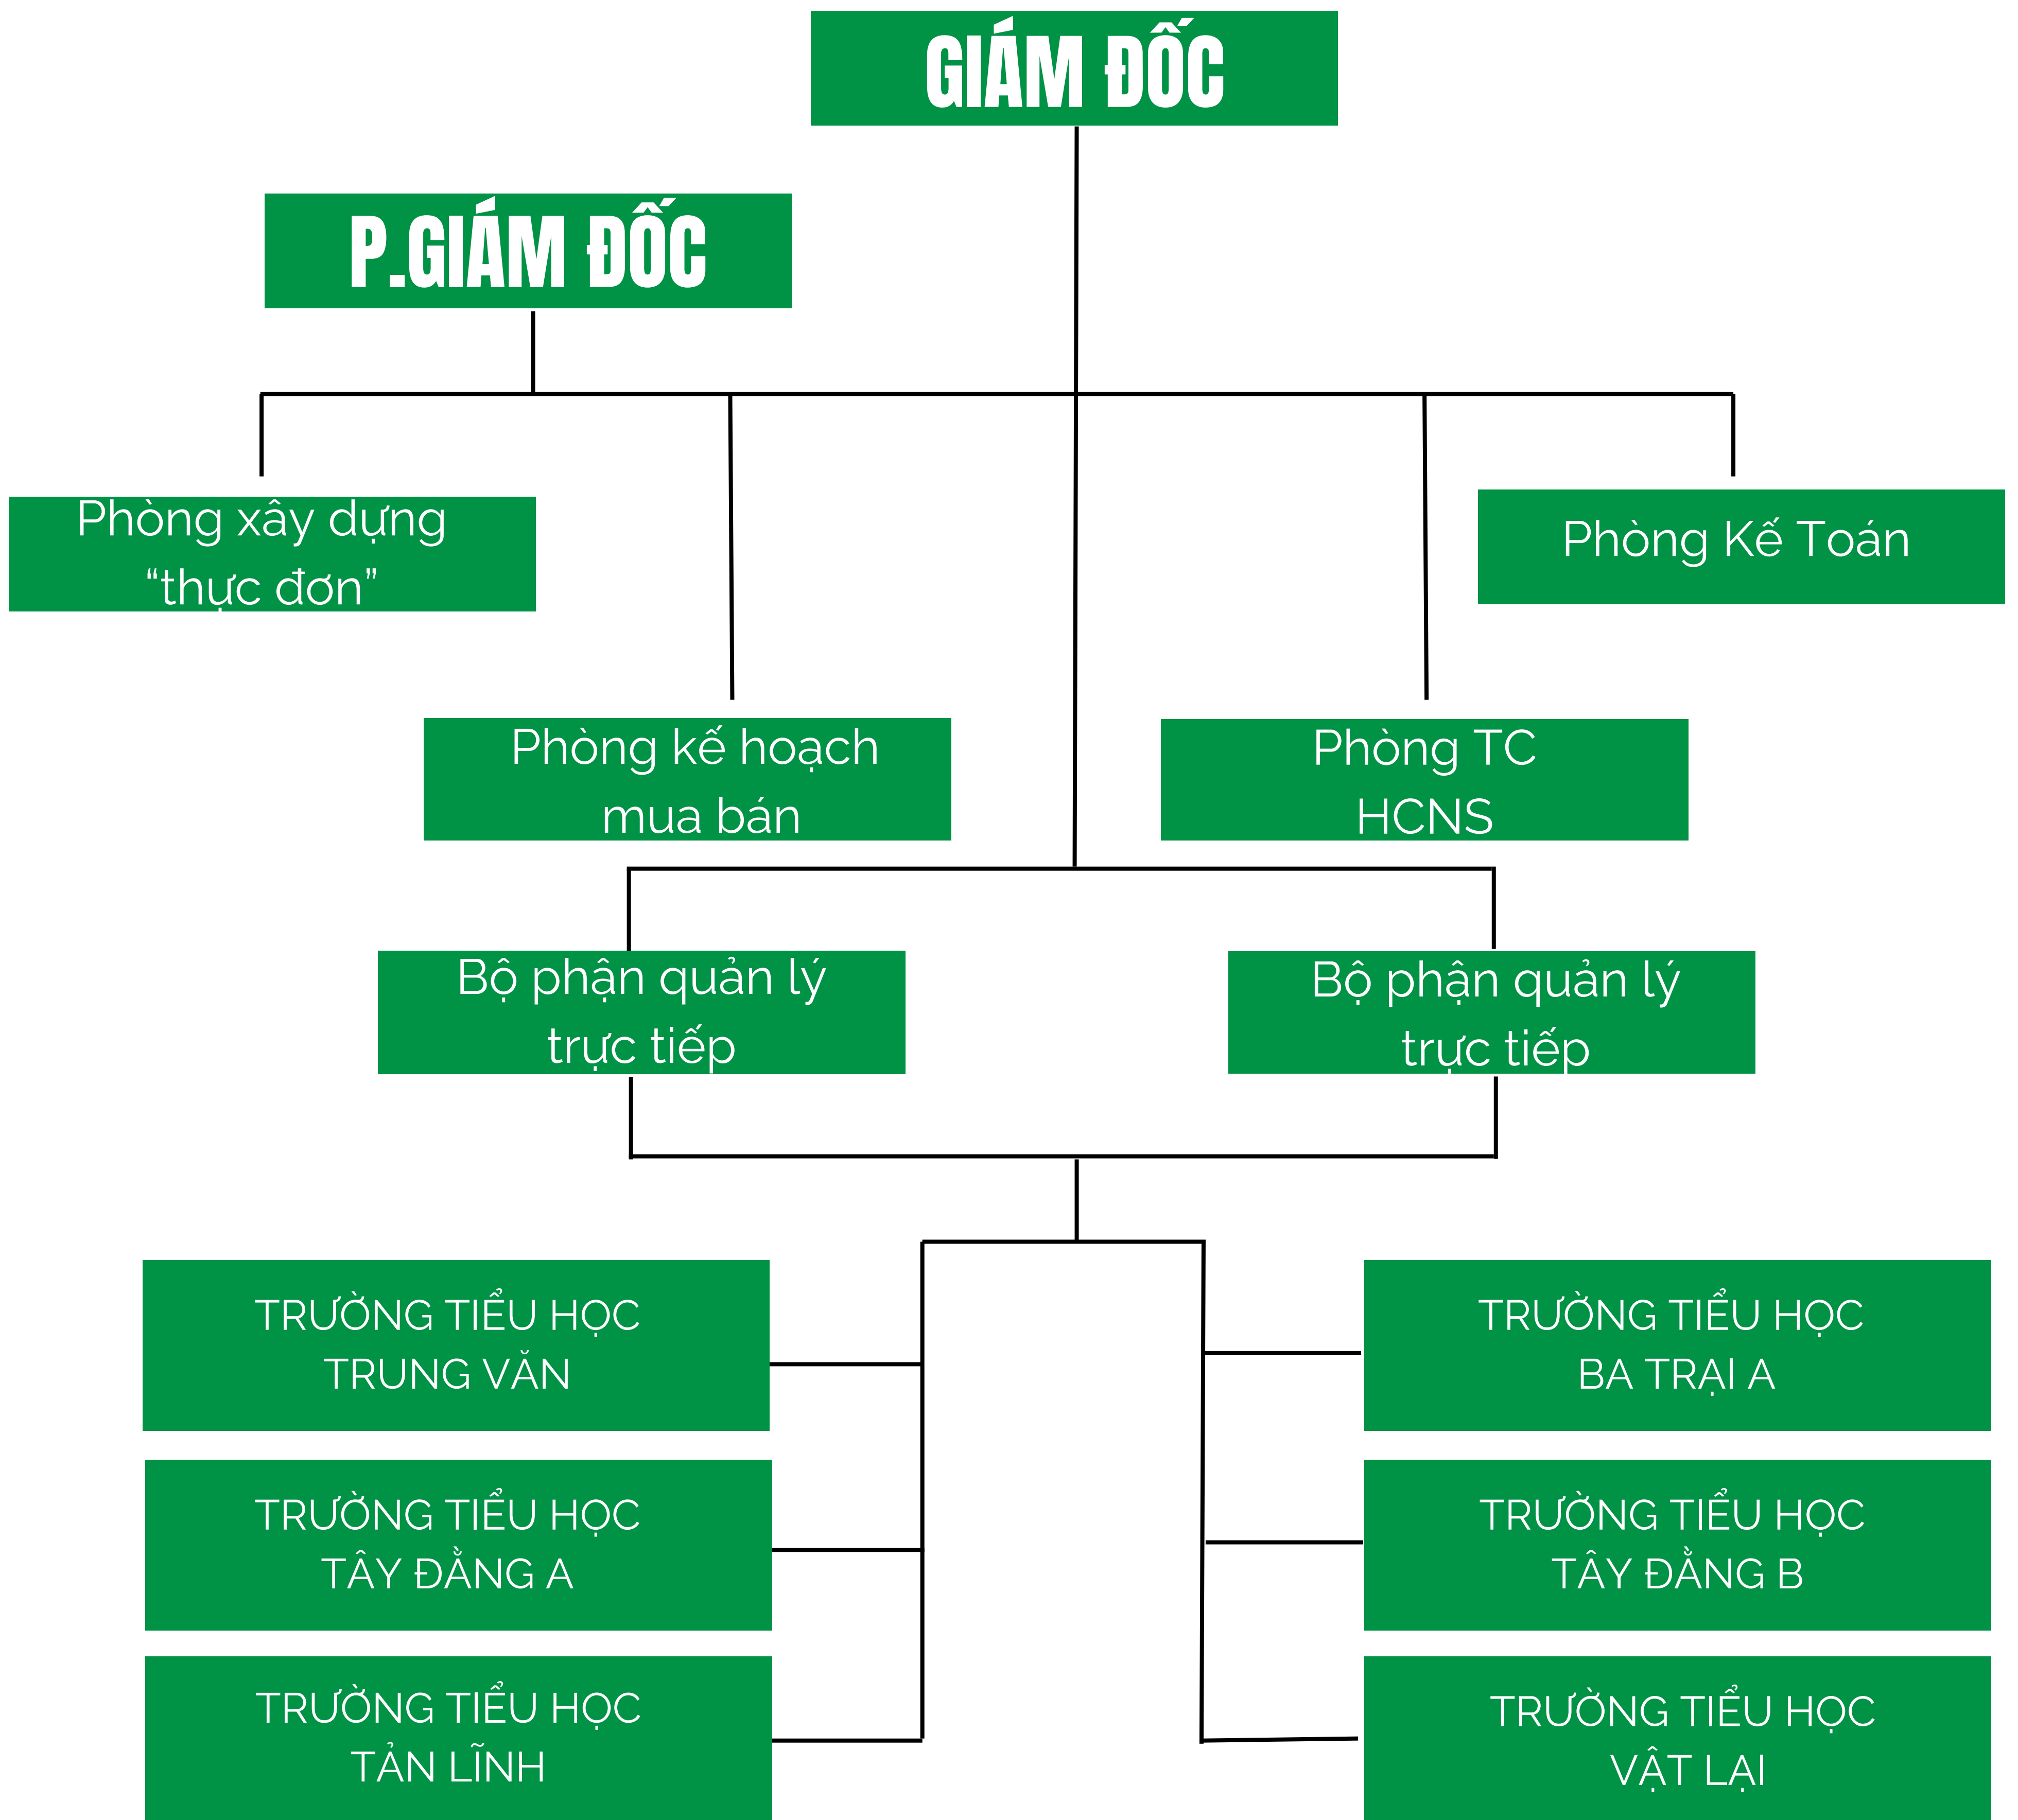 GIÁM ĐỐC
P.GIÁM ĐỐC
Phòng xây dựng
“thực đơn”
Phòng Kế Toán
Phòng kế hoạch
mua bán
Phòng TC
HCNS
Bộ phận quản lý
trực tiếp
Bộ phận quản lý
trực tiếp
TRƯỜNG TIỂU HỌC
TRUNG VĂN
TRƯỜNG TIỂU HỌC
BA TRẠI A
TRƯỜNG TIỂU HỌC
TÂY ĐẰNG A
TRƯỜNG TIỂU HỌC
TÂY ĐẰNG B
TRƯỜNG TIỂU HỌC
TẢN LĨNH
TRƯỜNG TIỂU HỌC
VẬT LẠI